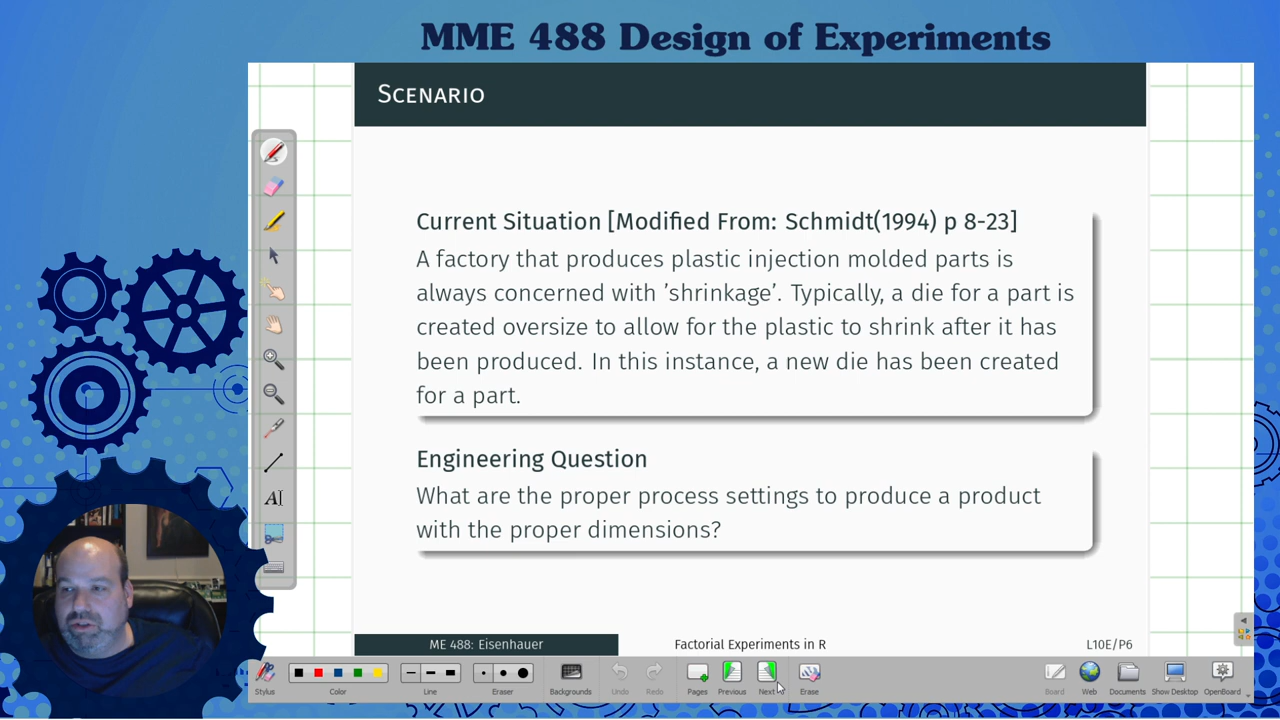 MME 488 Design of Experiments
Scenario
Current Situation [Modified From: Schmidt(1994) p 8-23]
A factory that produces plastic injection molded parts is
always concerned with ’shrinkage’. Typically, a die for a part is
created oversize to allow for the plastic to shrink after it has
been produced. In this instance, a new die has been created
for a part.
Engineering Question
What are the proper process settings to produce a product
with the proper dimensions?
ME 488: Eisenhauer
Factorial Experiments in R
L10E/P6
AI
Stylus
Color
Line
Eraser
Backgrounds
Undo
Redo
Pages
Previous
Next
Erase
Board
Web
Documents
Show Desktop
OpenBoard